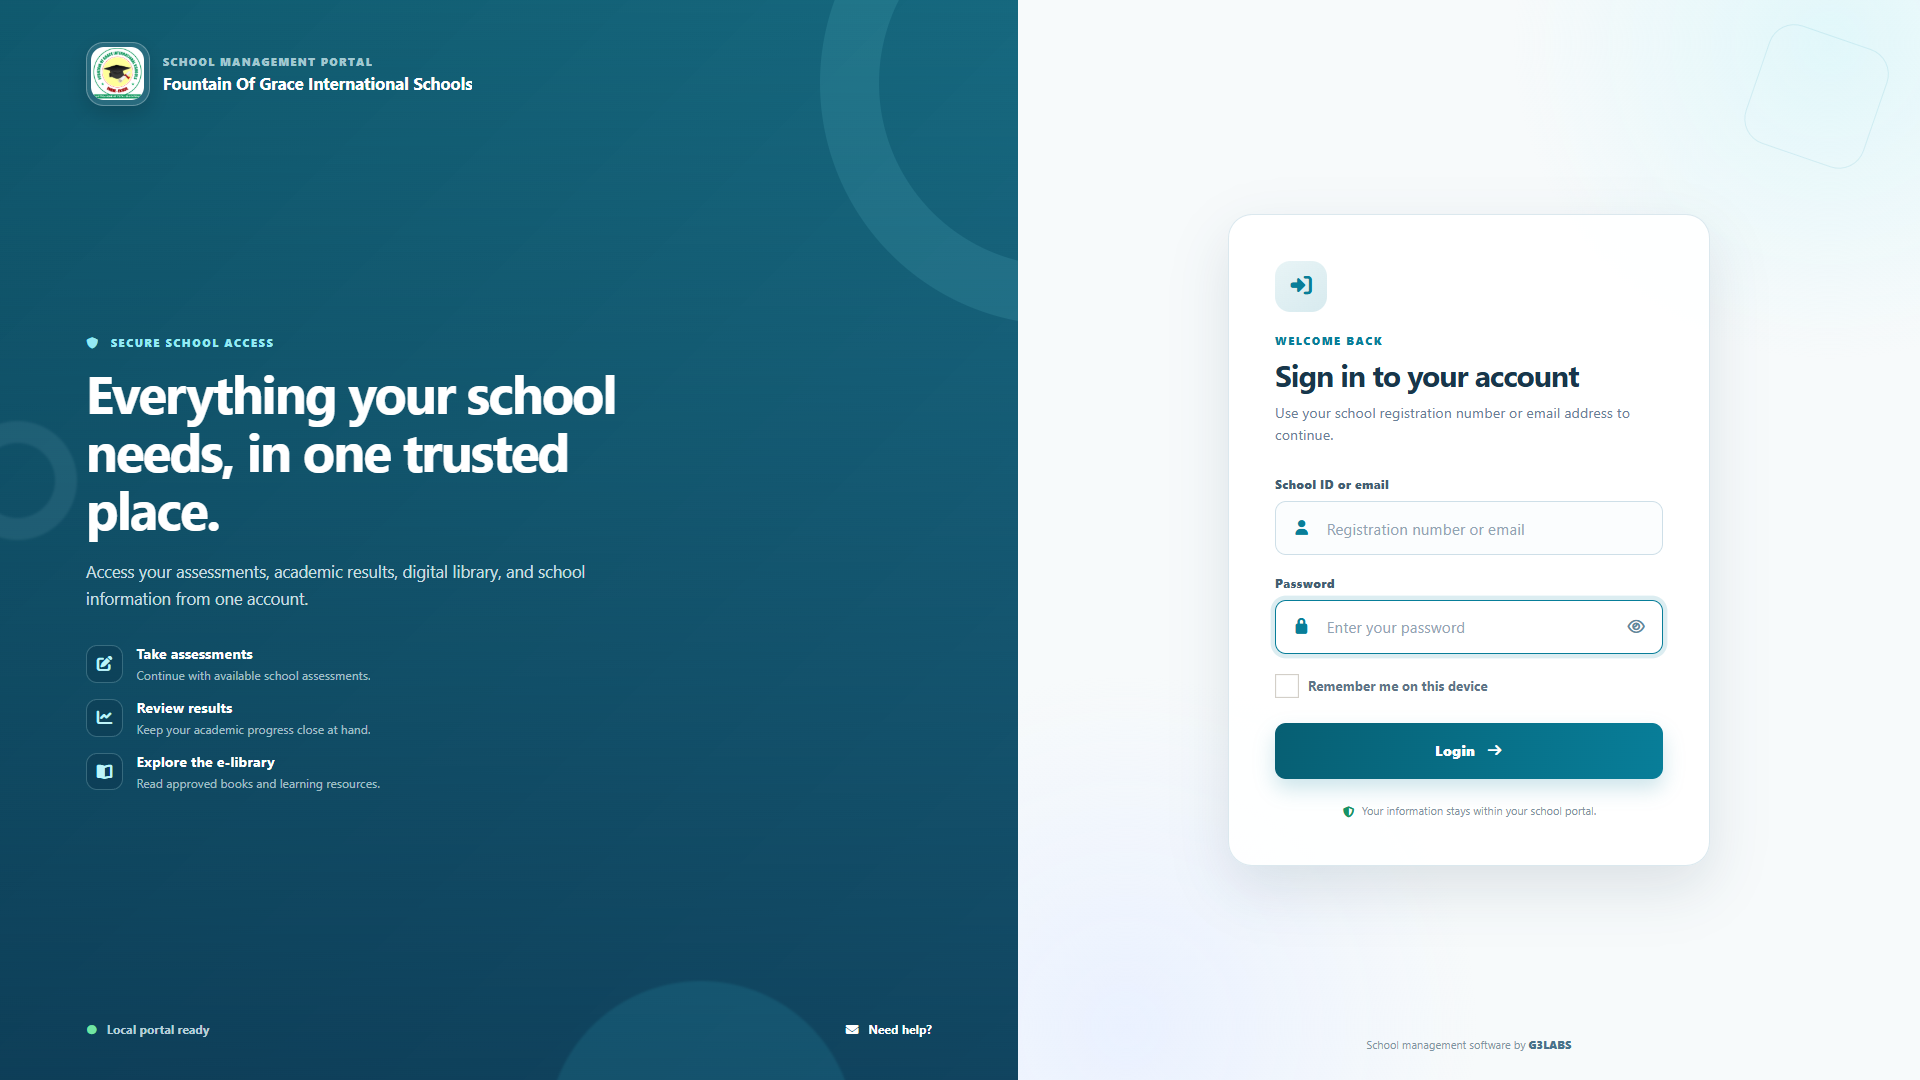 SCHOOL MANAGEMENT PORTAL
Fountain Of Grace International Schools
SECURE SCHOOL ACCESS
Everything your school
needs, in one trusted
place.
Access your assessments, academic results, digital library, and school
information from one account.
Take assessments
Continue with available school assessments.
Review results
Keep your academic progress close at hand.
Explore the e-library
Read approved books and learning resources.
Local portal ready
Need help?
WELCOME BACK
Sign in to your account
Use your school registration number or email address to
continue.
School ID or email
Registration number or email
Password
Enter your password
Remember me on this device
Login
Your information stays within your school portal.
School management software by G3LABS